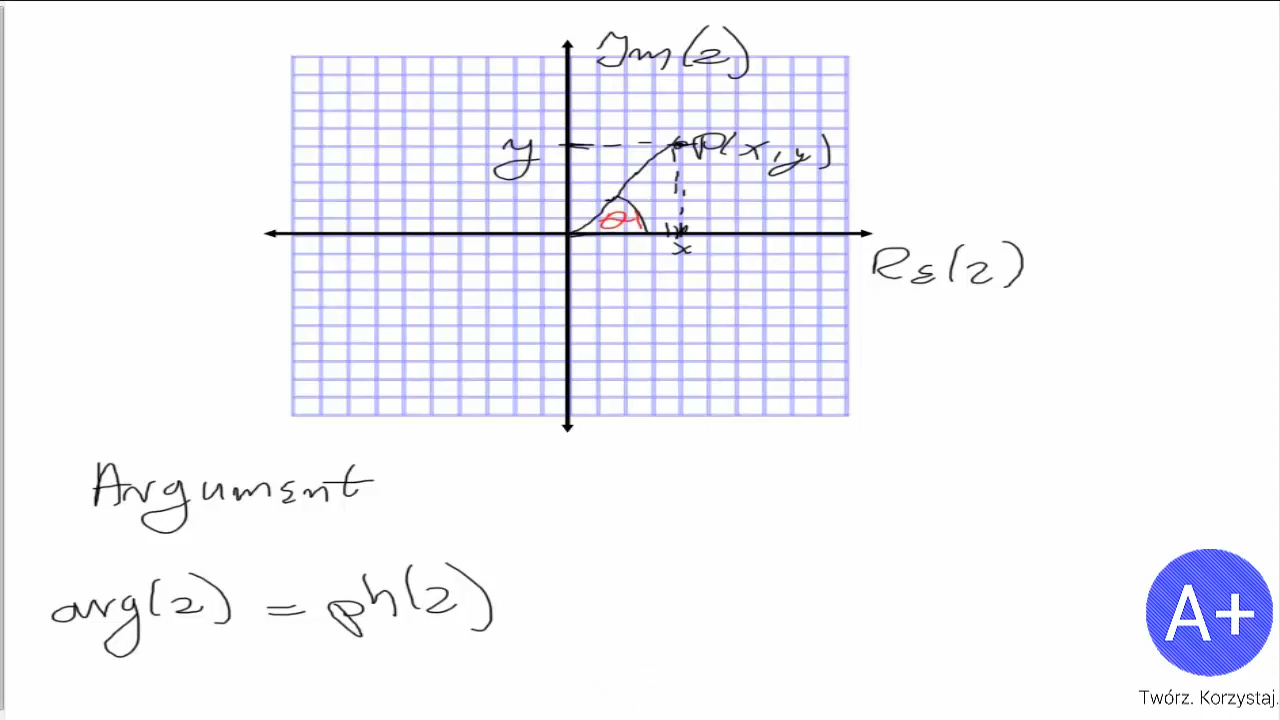 Im(z)
y
P(x,y)
θ
x
Re(z)
Argument
arg(z) = ph(z)
A+
Twórz. Korzystaj.